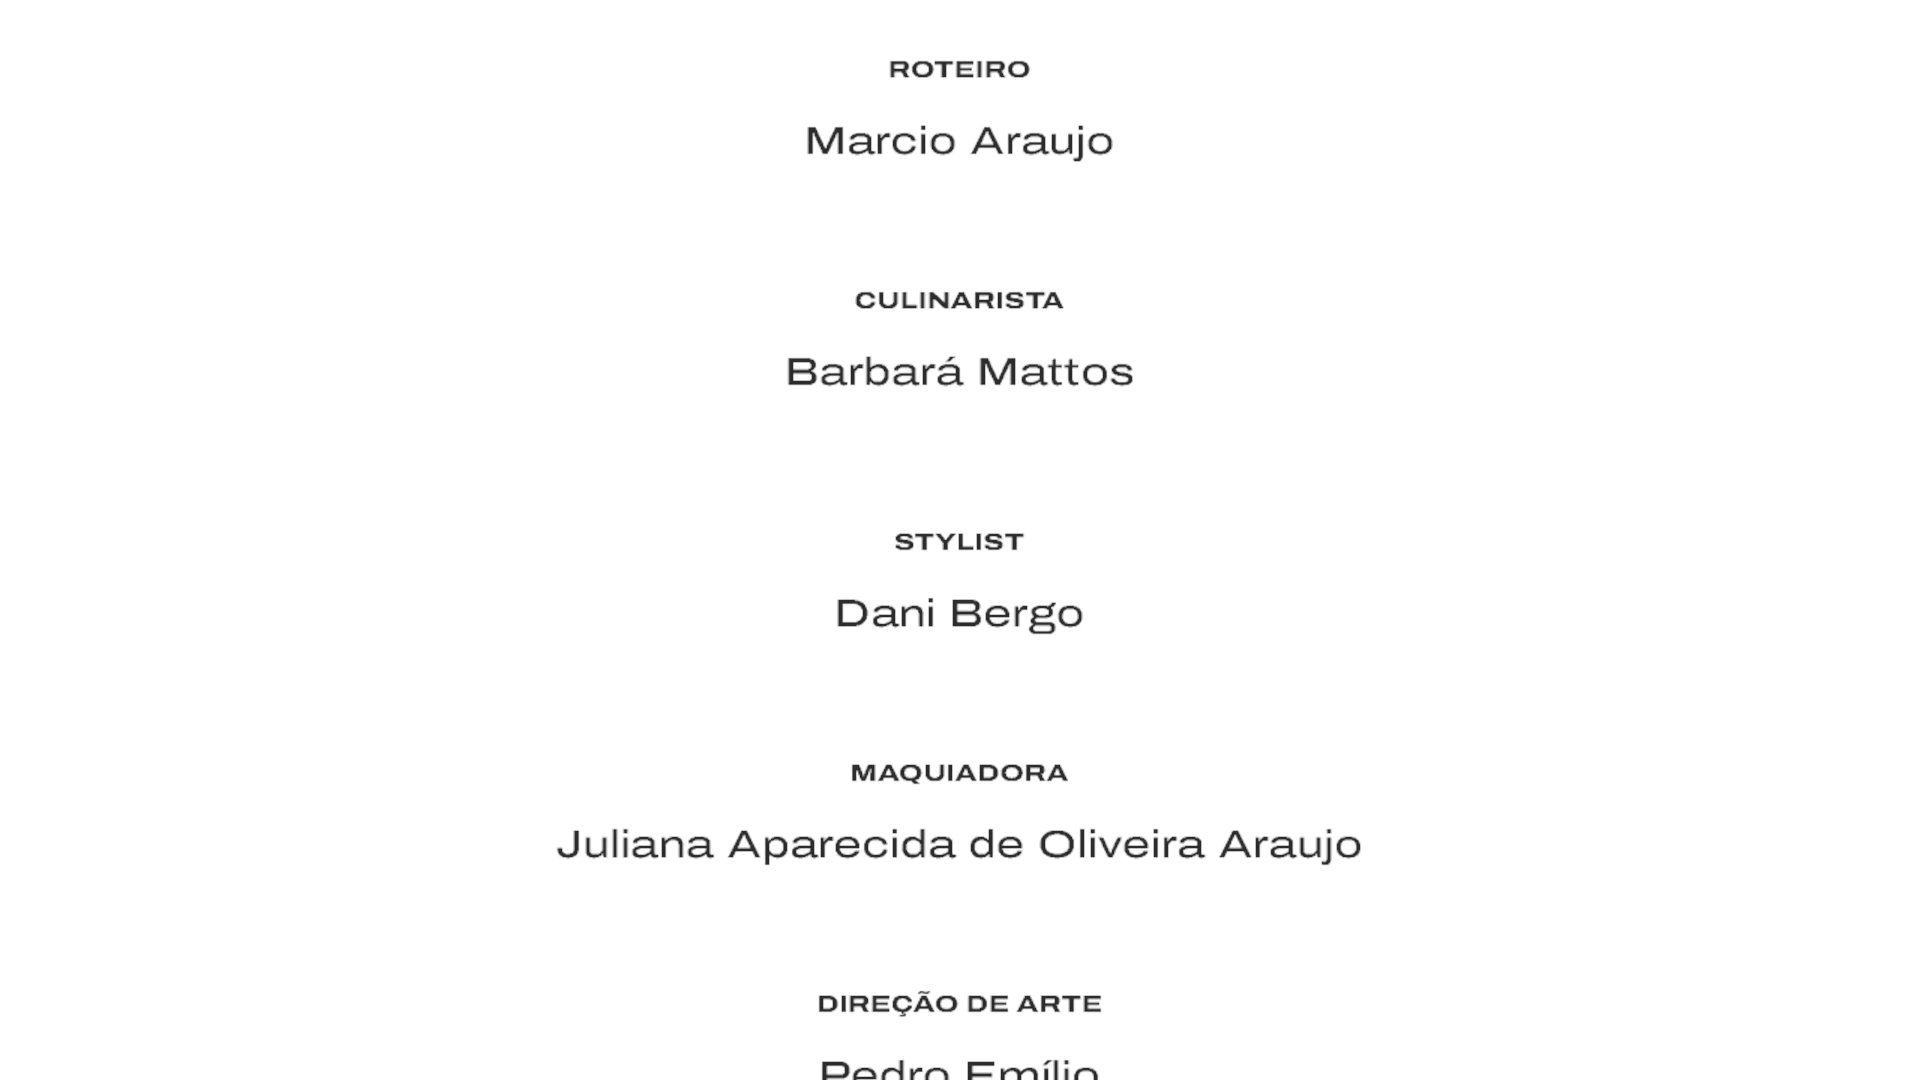 ROTEIRO
Marcio Araujo
CULINARISTA
Barbará Mattos
STYLIST
Dani Bergo
MAQUIADORA
Juliana Aparecida de Oliveira Araujo
DIREÇÃO DE ARTE
Pedro Emílio